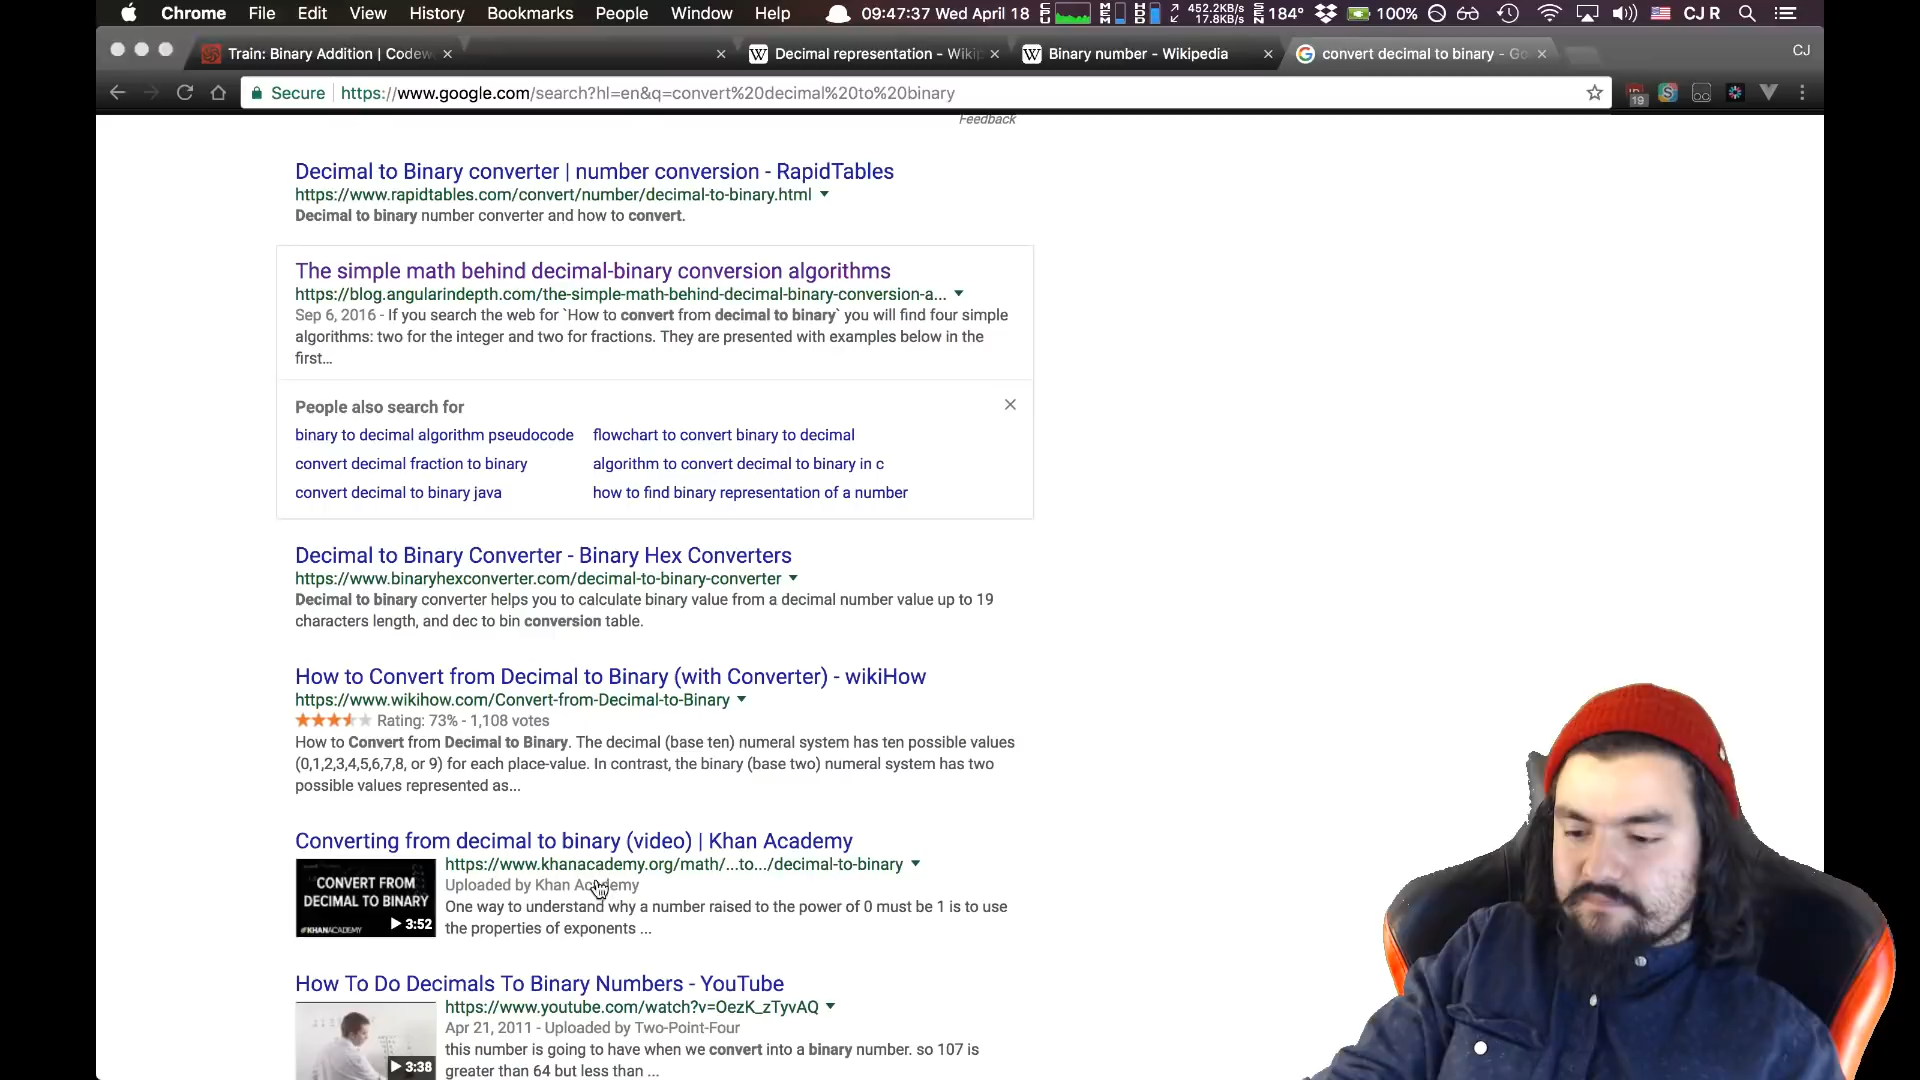 Chrome File Edit View History Bookmarks People Window Help 09:47:37 Wed April 18 452.2KB/s 17.8KB/s 184° 100% CJ R
Train: Binary Addition | Codew
Decimal representation - Wiki
Binary number - Wikipedia
convert decimal to binary - Go
CJ
Secure https://www.google.com/search?hl=en&q=convert%20decimal%20to%20binary
19
Feedback
Decimal to Binary converter | number conversion - RapidTables
https://www.rapidtables.com/convert/number/decimal-to-binary.html
Decimal to binary number converter and how to convert.
The simple math behind decimal-binary conversion algorithms
https://blog.angularindepth.com/the-simple-math-behind-decimal-binary-conversion-a...
Sep 6, 2016 - If you search the web for `How to convert from decimal to binary` you will find four simple
algorithms: two for the integer and two for fractions. They are presented with examples below in the
first...
People also search for
binary to decimal algorithm pseudocode flowchart to convert binary to decimal
convert decimal fraction to binary algorithm to convert decimal to binary in c
convert decimal to binary java how to find binary representation of a number
Decimal to Binary Converter - Binary Hex Converters
https://www.binaryhexconverter.com/decimal-to-binary-converter
Decimal to binary converter helps you to calculate binary value from a decimal number value up to 19
characters length, and dec to bin conversion table.
How to Convert from Decimal to Binary (with Converter) - wikiHow
https://www.wikihow.com/Convert-from-Decimal-to-Binary
Rating: 73% - 1,108 votes
How to Convert from Decimal to Binary. The decimal (base ten) numeral system has ten possible values
(0,1,2,3,4,5,6,7,8, or 9) for each place-value. In contrast, the binary (base two) numeral system has two
possible values represented as...
Converting from decimal to binary (video) | Khan Academy
https://www.khanacademy.org/math/...to.../decimal-to-binary
Uploaded by Khan Academy
One way to understand why a number raised to the power of 0 must be 1 is to use
the properties of exponents ...
CONVERT FROM
DECIMAL TO BINARY
3:52
#KHANACADEMY
How To Do Decimals To Binary Numbers - YouTube
https://www.youtube.com/watch?v=OezK_zTyvAQ
Apr 21, 2011 - Uploaded by Two-Point-Four
this number is going to have when we convert into a binary number. so 107 is
greater than 64 but less than ...
3:38